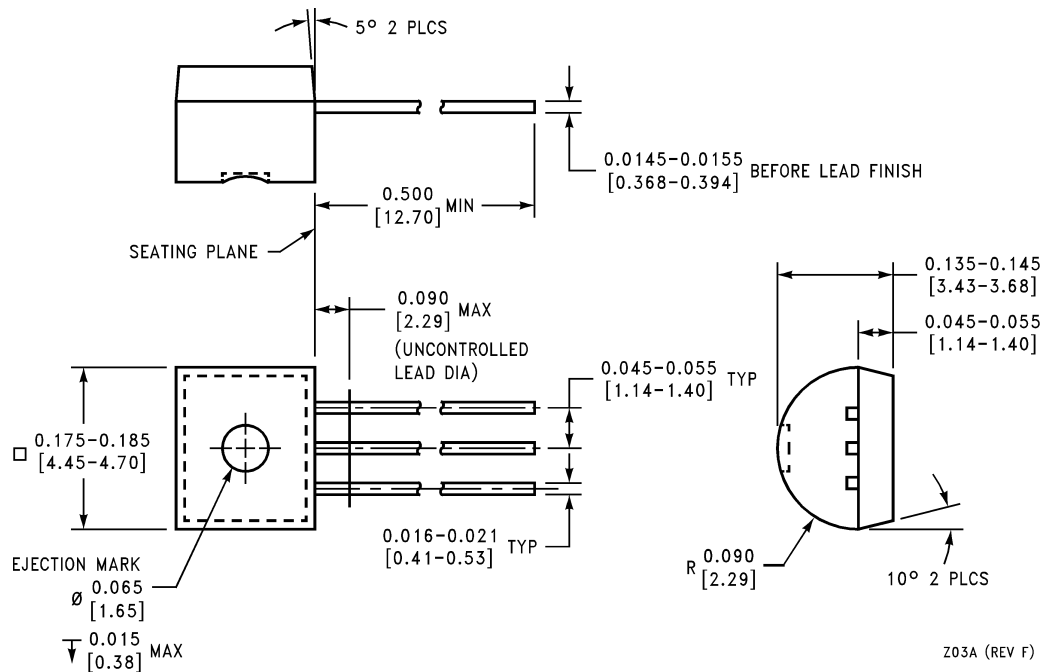 5° 2 PLCS
0.0145-0.0155
[0.368-0.394] BEFORE LEAD FINISH
0.500
[12.70] MIN
SEATING PLANE
0.090
[2.29] MAX
(UNCONTROLLED
LEAD DIA)
0.135-0.145
[3.43-3.68]
0.045-0.055
[1.14-1.40]
0.045-0.055
[1.14-1.40] TYP
0.175-0.185
[4.45-4.70]
0.016-0.021
[0.41-0.53] TYP
EJECTION MARK
Ø 0.065
[1.65]
0.015
[0.38] MAX
R 0.090
[2.29]
10° 2 PLCS
Z03A (REV F)